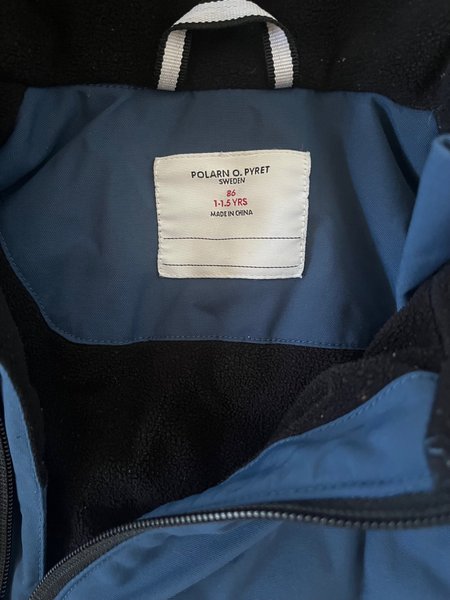 POLARN O. PYRET
SWEDEN
86
1-1.5 YRS
MADE IN CHINA